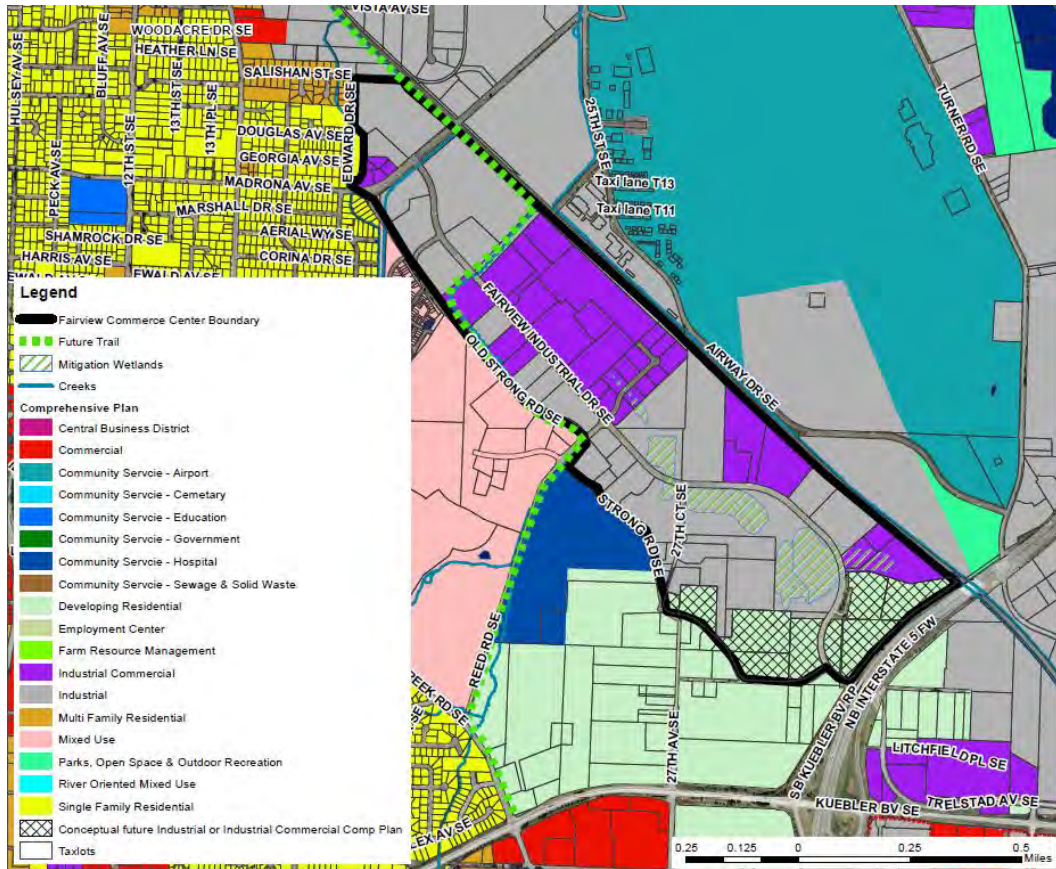 VISTA AV SE
WOODACRE DR SE
HEATHER LN SE
HULSEY AV SE
BLUFF AV SE
13TH ST SE
SALISHAN ST SE
TURNER RD SE
13TH PL SE
12TH ST SE
DOUGLAS AV SE
EDWARD DR SE
25TH ST SE
GEORGIA AV SE
PECK AV SE
MADRONA AV SE
Taxi lane T13
MARSHALL DR SE
Taxi lane T11
SHAMROCK DR SE
AERIAL WY SE
HARRIS AV SE
CORINA DR SE
EWALD AV SE
FAIRVIEW INDUSTRIAL DR SE
OLD STRONG RD SE
AIRWAY DR SE
STRONG RD SE
27TH CT SE
REED RD SE
27TH AV SE
SB KUEBLER BV RP
NB INTERSTATE 5 FW
LITCHFIELD PL SE
KUEBLER BV SE
TRELSTAD AV SE
Legend
Fairview Commerce Center Boundary
Future Trail
Mitigation Wetlands
Creeks
Comprehensive Plan
Central Business District
Commercial
Community Servcie - Airport
Community Servcie - Cemetary
Community Servcie - Education
Community Servcie - Government
Community Servcie - Hospital
Community Servcie - Sewage & Solid Waste
Developing Residential
Employment Center
Farm Resource Management
Industrial Commercial
Industrial
Multi Family Residential
Mixed Use
Parks, Open Space & Outdoor Recreation
River Oriented Mixed Use
Single Family Residential
Conceptual future Industrial or Industrial Commercial Comp Plan
Taxlots
0.25 0.125 0 0.25 0.5
Miles